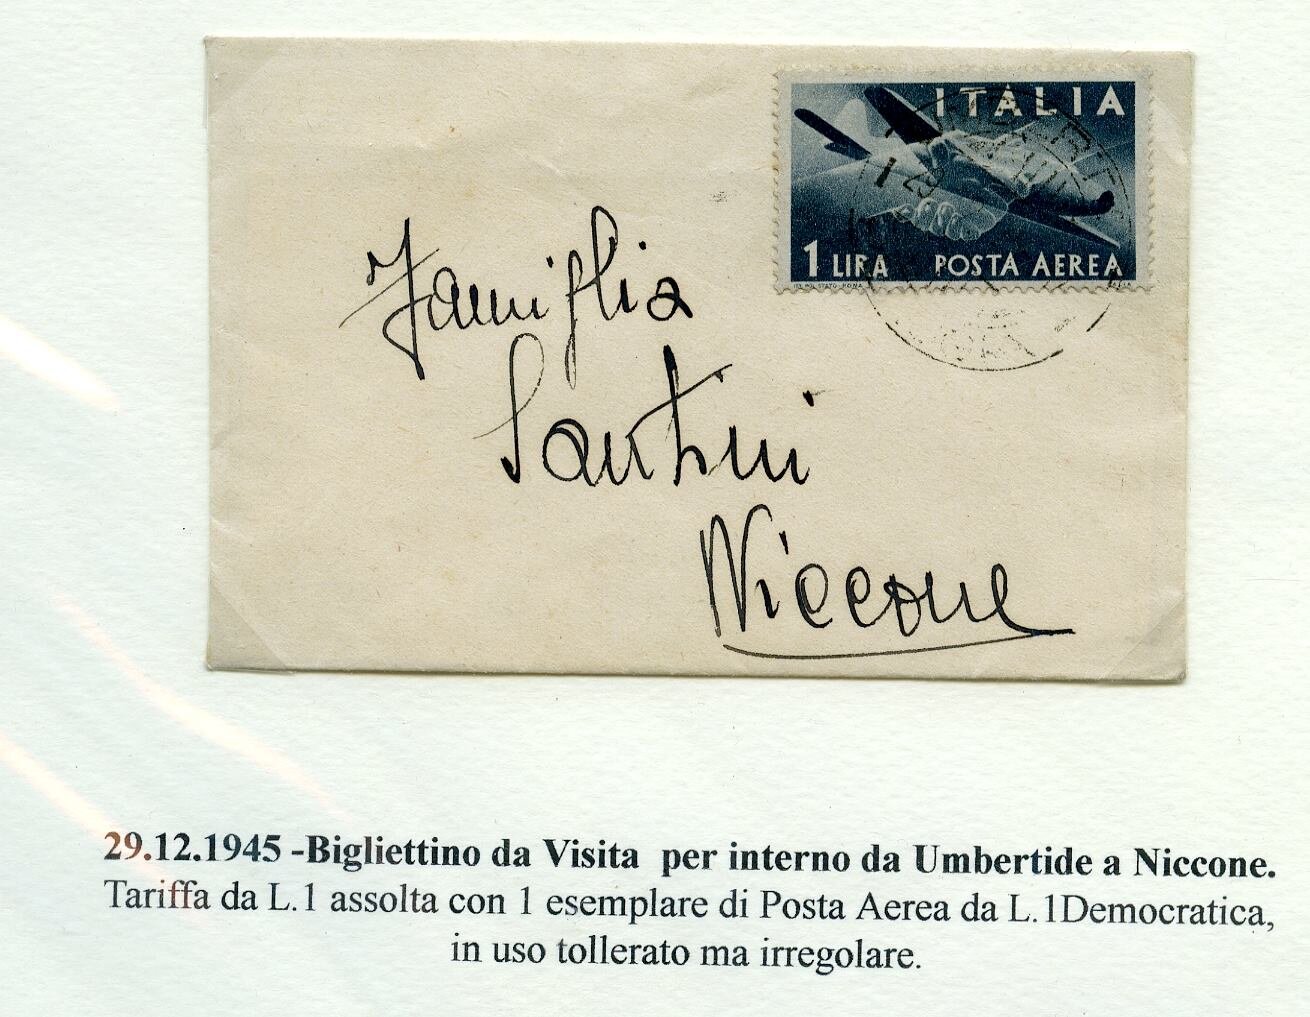 ITALIA
1 LIRA POSTA AEREA
29
Famiglia
Santini
Niccone
29.12.1945 -Bigliettino da Visita per interno da Umbertide a Niccone.
Tariffa da L.1 assolta con 1 esemplare di Posta Aerea da L.1Democratica,
in uso tollerato ma irregolare.